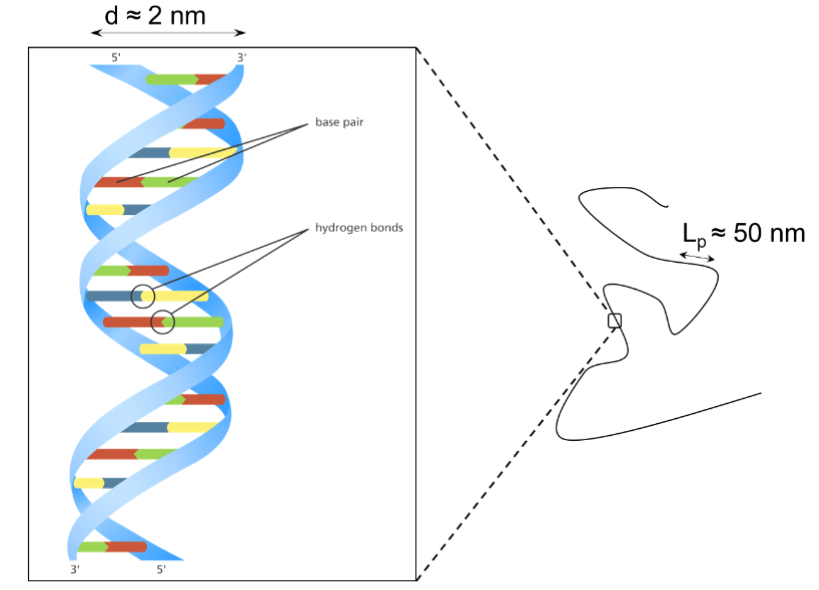 d ≈ 2 nm
5' 3'
base pair
hydrogen bonds
Lp ≈ 50 nm
3' 5'